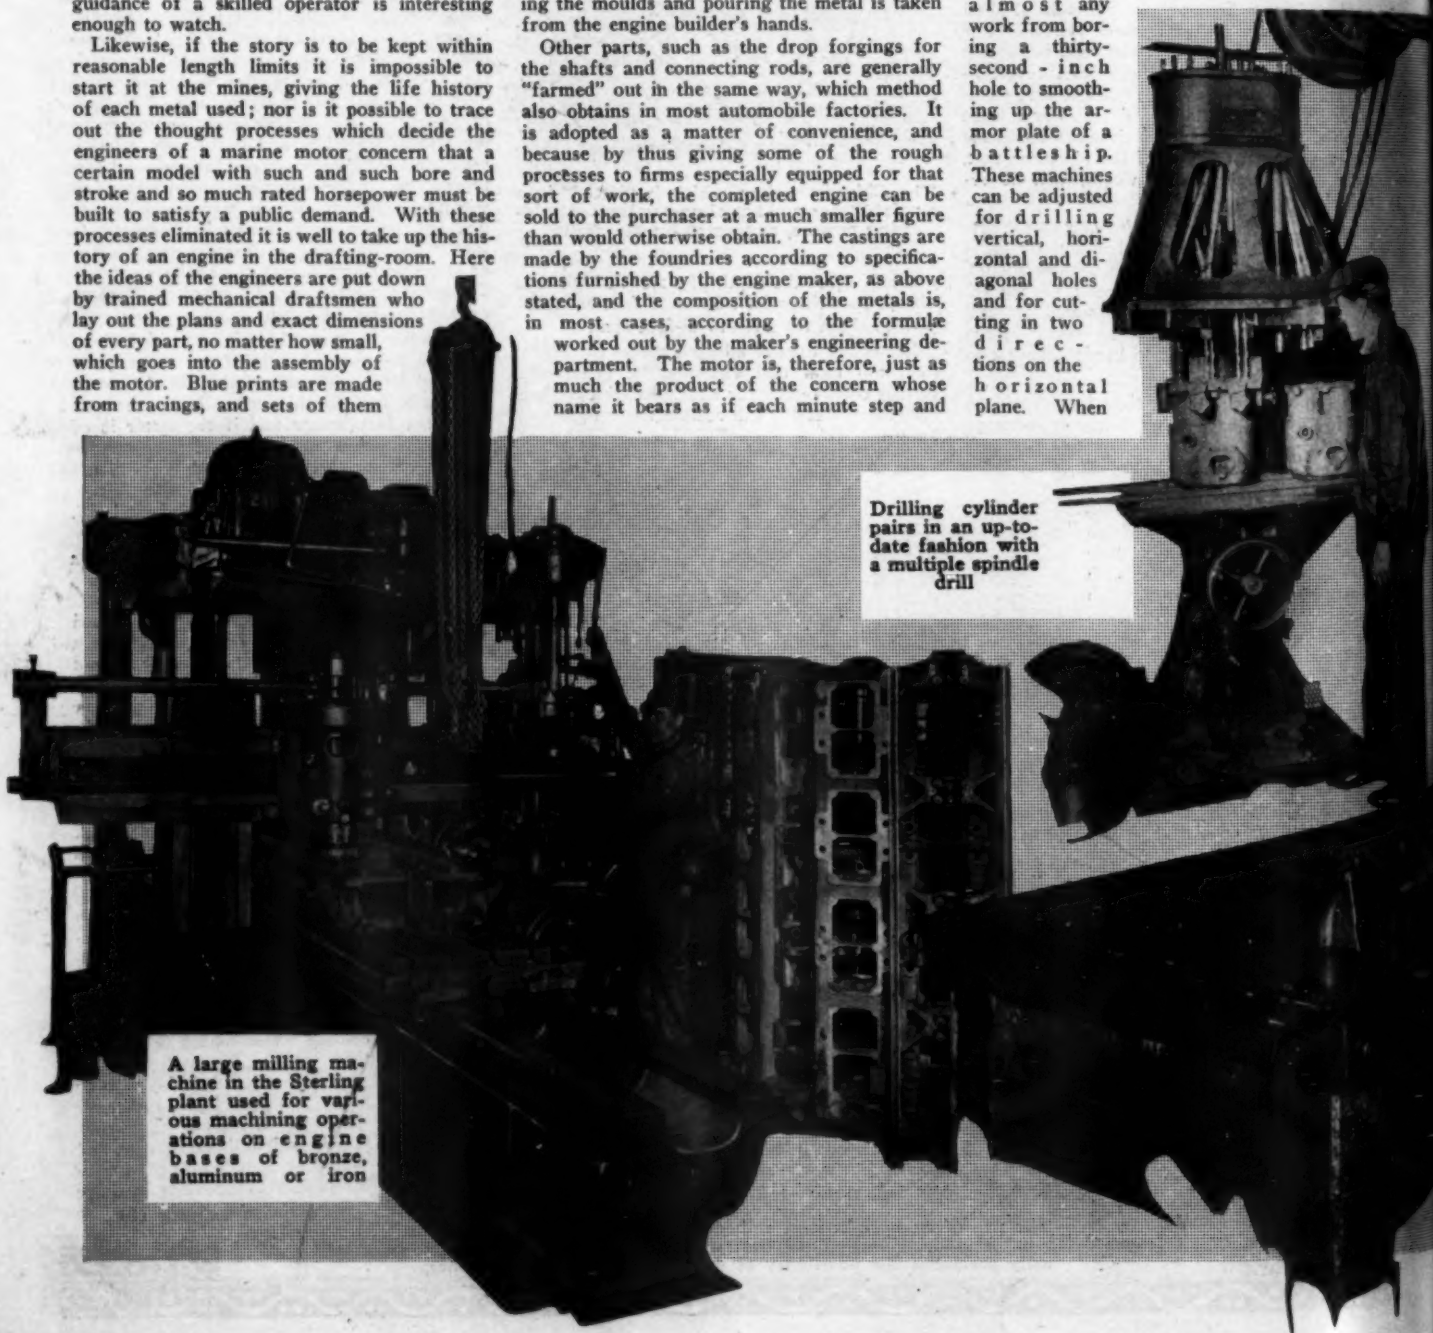 guidance of a skilled operator is interesting
enough to watch.
Likewise, if the story is to be kept within
reasonable length limits it is impossible to
start it at the mines, giving the life history
of each metal used; nor is it possible to trace
out the thought processes which decide the
engineers of a marine motor concern that a
certain model with such and such bore and
stroke and so much rated horsepower must be
built to satisfy a public demand. With these
processes eliminated it is well to take up the his-
tory of an engine in the drafting-room. Here
the ideas of the engineers are put down
by trained mechanical draftsmen who
lay out the plans and exact dimensions
of every part, no matter how small,
which goes into the assembly of
the motor. Blue prints are made
from tracings, and sets of them
ing the moulds and pouring the metal is taken
from the engine builder's hands.
Other parts, such as the drop forgings for
the shafts and connecting rods, are generally
"farmed" out in the same way, which method
also obtains in most automobile factories. It
is adopted as a matter of convenience, and
because by thus giving some of the rough
processes to firms especially equipped for that
sort of work, the completed engine can be
sold to the purchaser at a much smaller figure
than would otherwise obtain. The castings are
made by the foundries according to specifica-
tions furnished by the engine maker, as above
stated, and the composition of the metals is,
in most cases, according to the formulæ
worked out by the maker's engineering de-
partment. The motor is, therefore, just as
much the product of the concern whose
name it bears as if each minute step and
almost any
work from bor-
ing a thirty-
second-inch
hole to smooth-
ing up the ar-
mor plate of a
battleship.
These machines
can be adjusted
for drilling
vertical, hori-
zontal and di-
agonal holes
and for cut-
ting in two
direc-
tions on the
horizontal
plane. When
Drilling cylinder
pairs in an up-to-
date fashion with
a multiple spindle
drill
A large milling ma-
chine in the Sterling
plant used for vari-
ous machining oper-
ations on engine
bases of bronze,
aluminum or iron